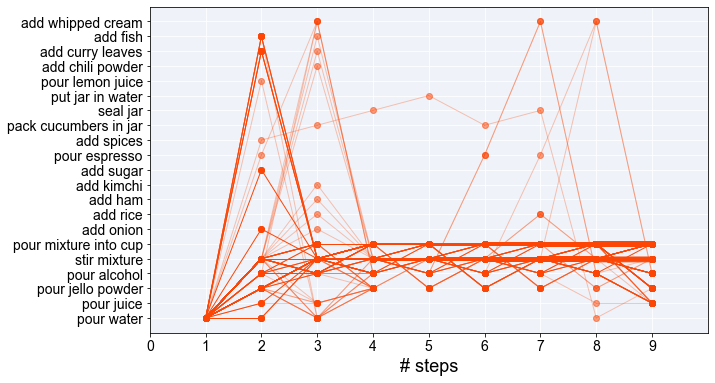 add whipped cream
add fish
add curry leaves
add chili powder
pour lemon juice
put jar in water
seal jar
pack cucumbers in jar
add spices
pour espresso
add sugar
add kimchi
add ham
add rice
add onion
pour mixture into cup
stir mixture
pour alcohol
pour jello powder
pour juice
pour water
0 1 2 3 4 5 6 7 8 9
# steps